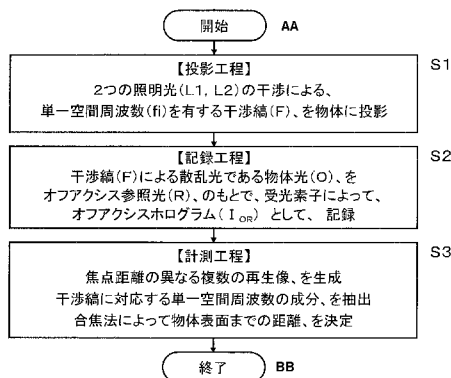 開始 AA
S1
【投影工程】
2つの照明光(L1, L2)の干渉による、
単一空間周波数(fi)を有する干渉縞(F)、を物体に投影
S2
【記録工程】
干渉縞(F)による散乱光である物体光(O)、を
オフアクシス参照光(R)、のもとで、受光素子によって、
オフアクシスホログラム(IOR)として、 記録
S3
【計測工程】
焦点距離の異なる複数の再生像、を生成
干渉縞に対応する単一空間周波数の成分、を抽出
合焦法によって物体表面までの距離、を決定
終了 BB